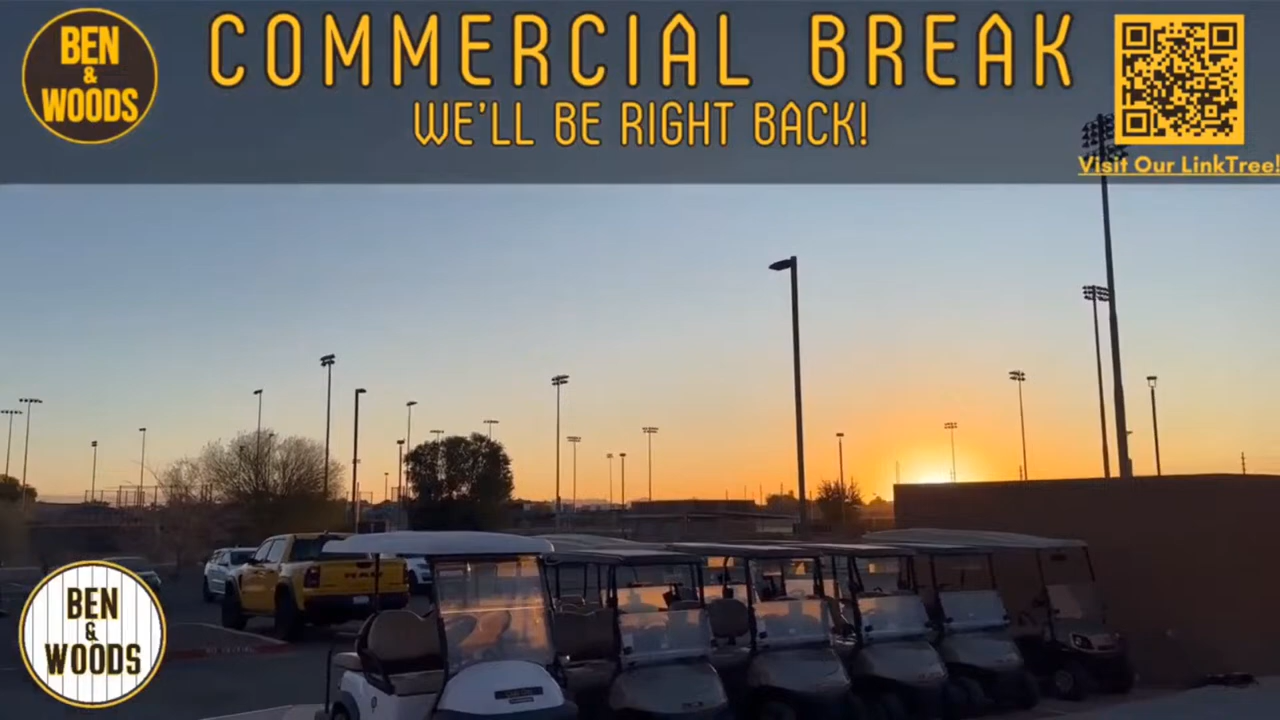 BEN
&
WOODS
COMMERCIAL BREAK
WE'LL BE RIGHT BACK!
Visit Our LinkTree!
RAM
BEN
&
WOODS